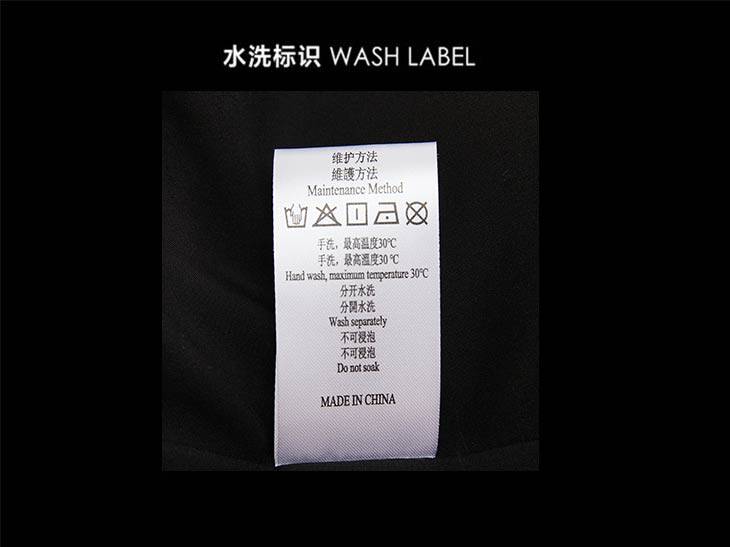 水洗标识 WASH LABEL
维护方法
維護方法
Maintenance Method
手洗，最高温度30℃
手洗，最高溫度30℃
Hand wash, maximum temperature 30℃
分开水洗
分開水洗
Wash separately
不可浸泡
不可浸泡
Do not soak
MADE IN CHINA